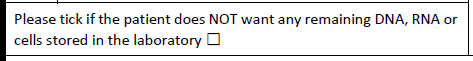 Please tick if the patient does NOT want any remaining DNA, RNA or
cells stored in the laboratory ☐